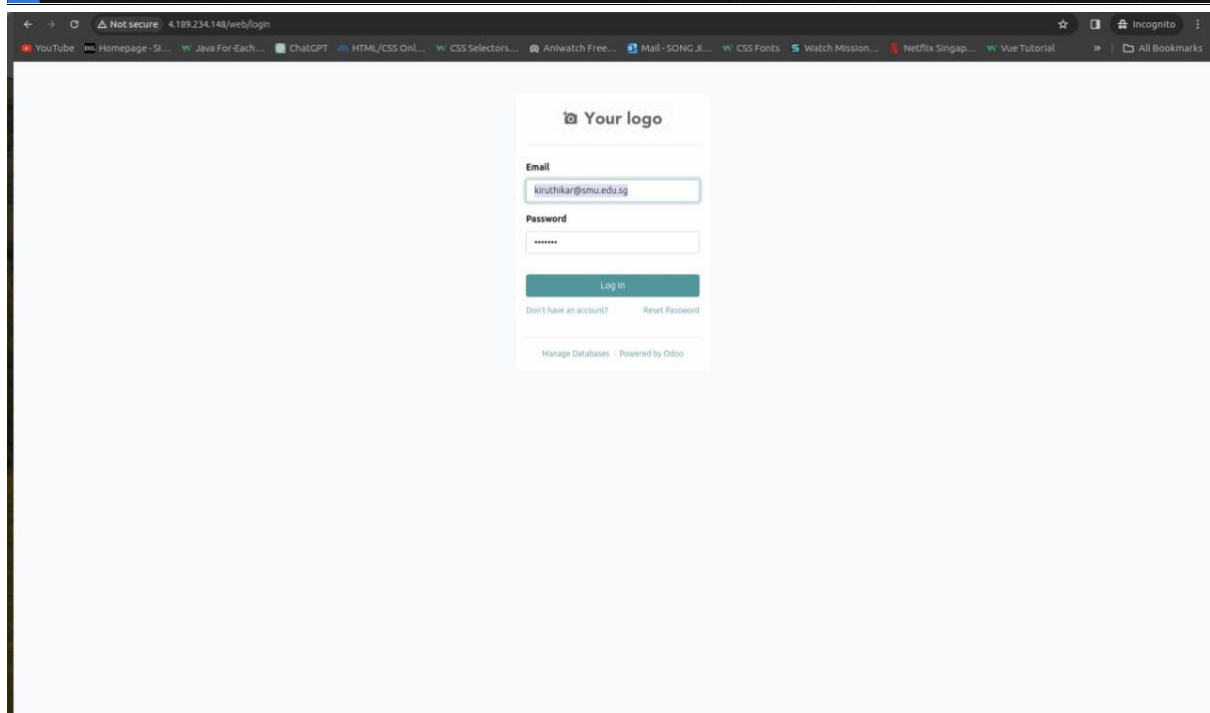 Not secure 4.189.234.148/web/login Incognito
YouTube Homepage - SI... Java For-Each... ChatGPT HTML/CSS Onl... CSS Selectors... Aniwatch Free... Mail - SONG JI... CSS Fonts Watch Mission... Netflix Singap... Vue Tutorial » All Bookmarks
Your logo
Email
kiruthikar@smu.edu.sg
Password
•••••••
Log in
Don't have an account? Reset Password
Manage Databases | Powered by Odoo